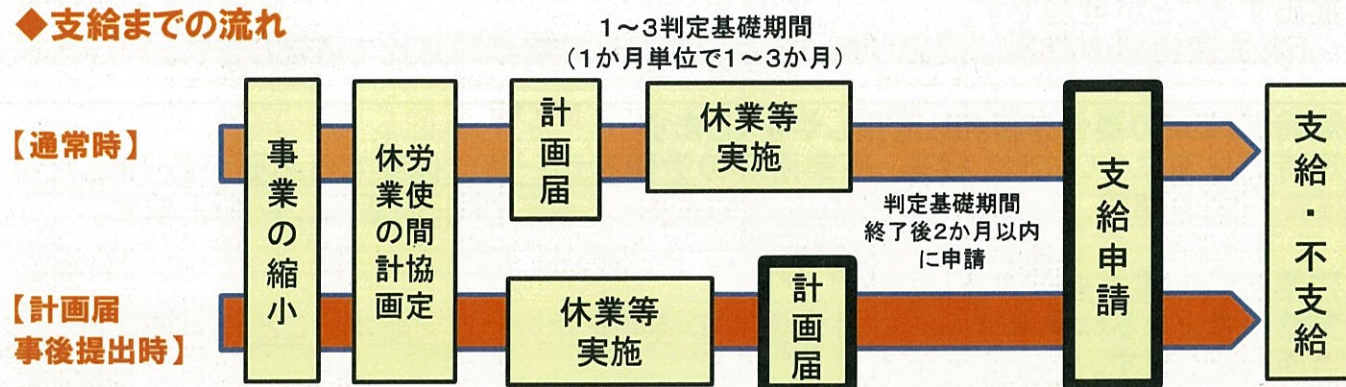 ◆支給までの流れ
1～3判定基礎期間
（1か月単位で1～3か月）
【通常時】
事業の縮小
労使間協定
休業の計画
計画届
休業等
実施
判定基礎期間
終了後2か月以内
に申請
支給申請
支給・不支給
【計画届
事後提出時】
休業等
実施
計画届